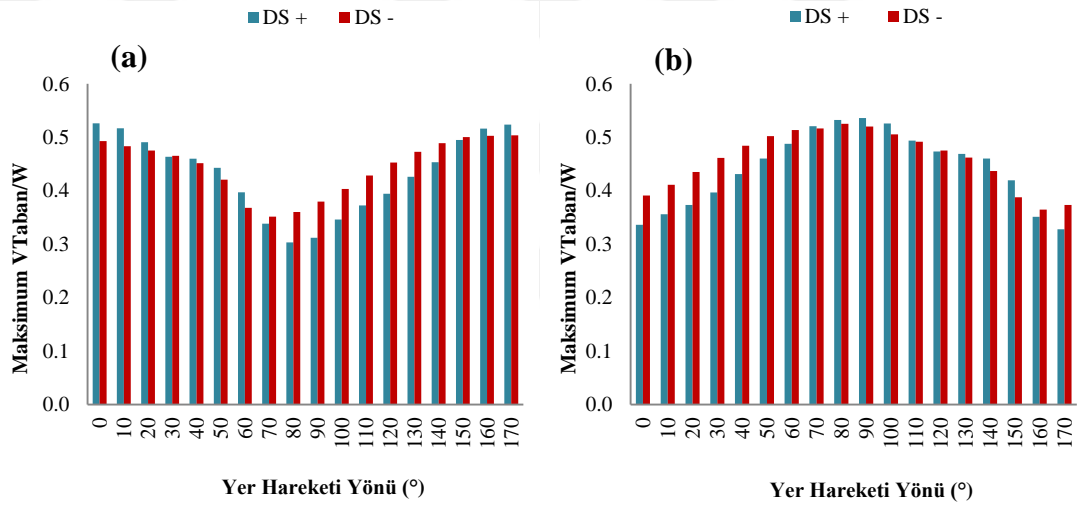 DS + DS -
(a)
Maksimum VTaban/W
0.6
0.5
0.4
0.3
0.2
0.1
0.0
0 10 20 30 40 50 60 70 80 90 100 110 120 130 140 150 160 170
Yer Hareketi Yönü (°)
DS + DS -
(b)
Maksimum VTaban/W
0.6
0.5
0.4
0.3
0.2
0.1
0.0
0 10 20 30 40 50 60 70 80 90 100 110 120 130 140 150 160 170
Yer Hareketi Yönü (°)